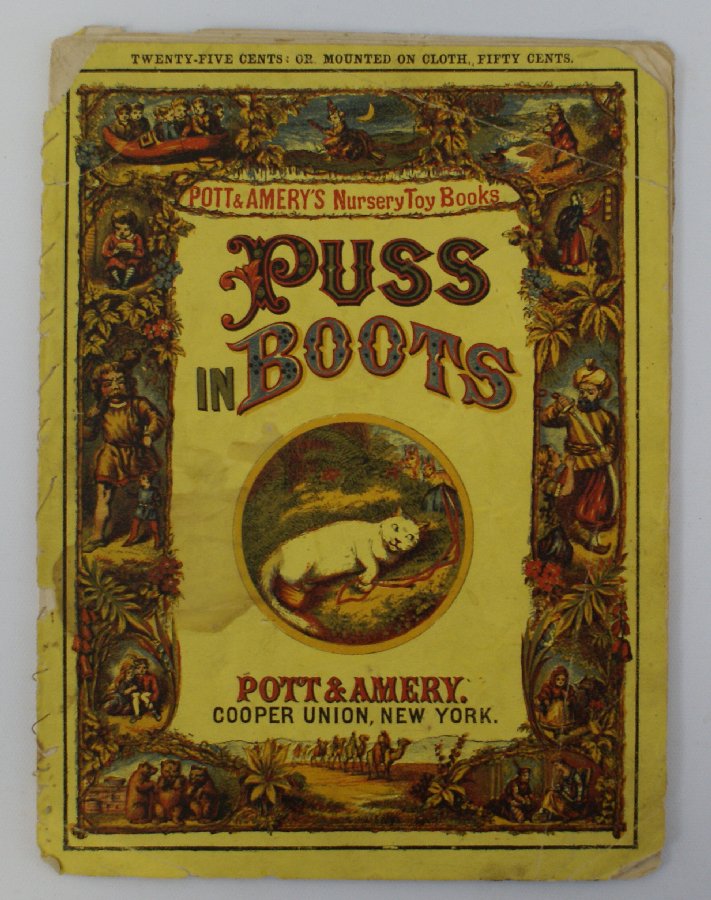 TWENTY-FIVE CENTS: OR MOUNTED ON CLOTH, FIFTY CENTS.
POTT & AMERY'S Nursery Toy Books
PUSS
IN BOOTS
POTT & AMERY.
COOPER UNION, NEW YORK.